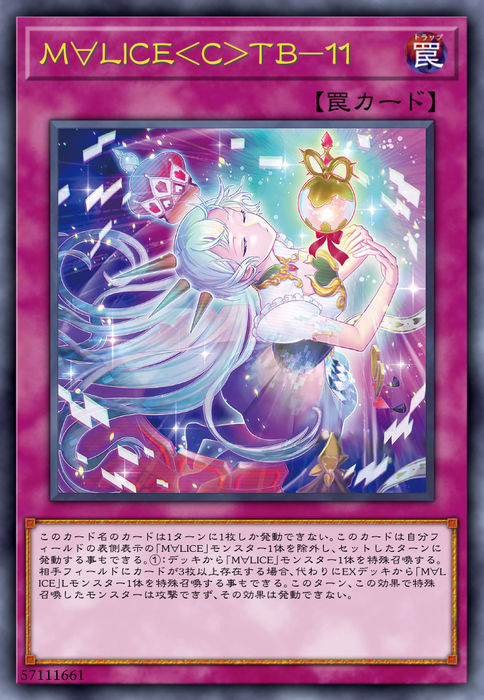 M∀LICE<C>TB－11
トラップ
罠
【罠カード】
このカード名のカードは1ターンに1枚しか発動できない。このカードは自分フ
ィールドの表側表示の「M∀LICE」モンスター1体を除外し、セットしたターンに
発動する事もできる。①：デッキから「M∀LICE」モンスター1体を特殊召喚する。
相手フィールドにカードが3枚以上存在する場合、代わりにEXデッキから「M∀L
ICE」Lモンスター1体を特殊召喚する事もできる。このターン、この効果で特殊
召喚したモンスターは攻撃できず、その効果は発動できない。
57111661